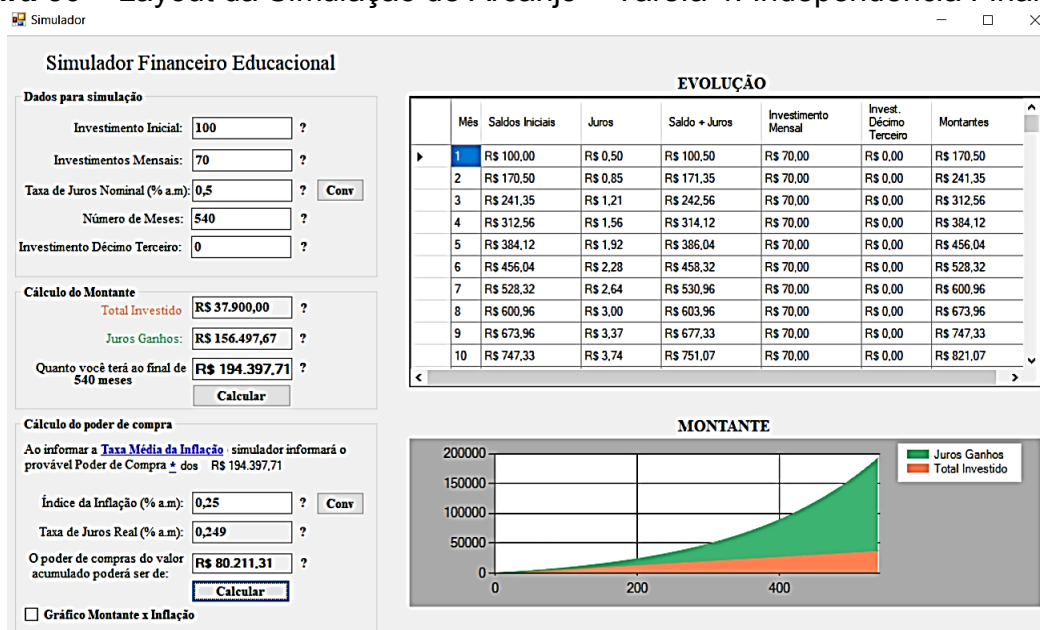 Layout da Simulação do Arcanjo – Tarefa 4: Independência
Simulador
Simulador Financeiro Educacional
Dados para simulação
Investimento Inicial: 100 ?
Investimentos Mensais: 70 ?
Taxa de Juros Nominal (% a.m): 0,5 ? Conv
Número de Meses: 540 ?
Investimento Décimo Terceiro: 0 ?
Cálculo do Montante
Total Investido R$ 37.900,00 ?
Juros Ganhos: R$ 156.497,67 ?
Quanto você terá ao final de
540 meses R$ 194.397,71 ?
Calcular
Cálculo do poder de compra
Ao informar a Taxa Média da Inflação simulador informará o
provável Poder de Compra * dos R$ 194.397,71
Índice da Inflação (% a.m): 0,25 ? Conv
Taxa de Juros Real (% a.m): 0,249 ?
O poder de compras do valor
acumulado poderá ser de: R$ 80.211,31 ?
Calcular
Gráfico Montante x Inflação
EVOLUÇÃO
Mês Saldos Iniciais Juros Saldo + Juros Investimento Mensal Invest. Décimo Terceiro Montantes
1 R$ 100,00 R$ 0,50 R$ 100,50 R$ 70,00 R$ 0,00 R$ 170,50
2 R$ 170,50 R$ 0,85 R$ 171,35 R$ 70,00 R$ 0,00 R$ 241,35
3 R$ 241,35 R$ 1,21 R$ 242,56 R$ 70,00 R$ 0,00 R$ 312,56
4 R$ 312,56 R$ 1,56 R$ 314,12 R$ 70,00 R$ 0,00 R$ 384,12
5 R$ 384,12 R$ 1,92 R$ 386,04 R$ 70,00 R$ 0,00 R$ 456,04
6 R$ 456,04 R$ 2,28 R$ 458,32 R$ 70,00 R$ 0,00 R$ 528,32
7 R$ 528,32 R$ 2,64 R$ 530,96 R$ 70,00 R$ 0,00 R$ 600,96
8 R$ 600,96 R$ 3,00 R$ 603,96 R$ 70,00 R$ 0,00 R$ 673,96
9 R$ 673,96 R$ 3,37 R$ 677,33 R$ 70,00 R$ 0,00 R$ 747,33
10 R$ 747,33 R$ 3,74 R$ 751,07 R$ 70,00 R$ 0,00 R$ 821,07
MONTANTE
200000
150000
100000
50000
0
0 200 400
Juros Ganhos
Total Investido